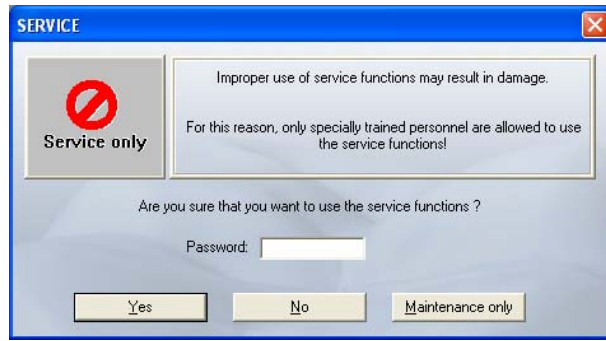 SERVICE
Service only
Improper use of service functions may result in damage.
For this reason, only specially trained personnel are allowed to use
the service functions!
Are you sure that you want to use the service functions ?
Password:
Yes
No
Maintenance only